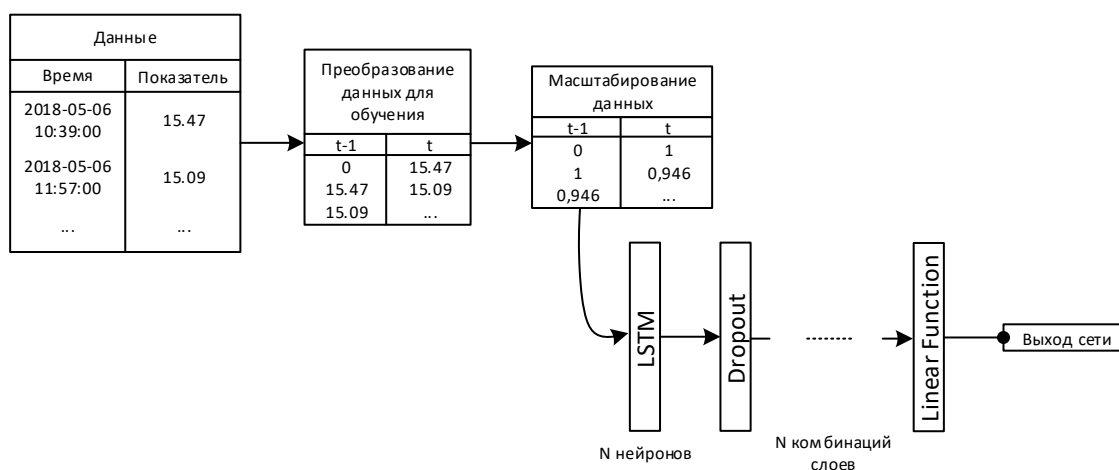 Данные
Время Показатель
2018-05-06
10:39:00
15.47
2018-05-06
11:57:00
15.09
... ...
Преобразование
данных для
обучения
t-1 t
0 15.47
15.47 15.09
15.09 ...
Масштабирование
данных
t-1 t
0 1
1 0,946
0,946 ...
LSTM
Dropout
Linear Function
Выход сети
N нейронов
N комбинаций
слоев